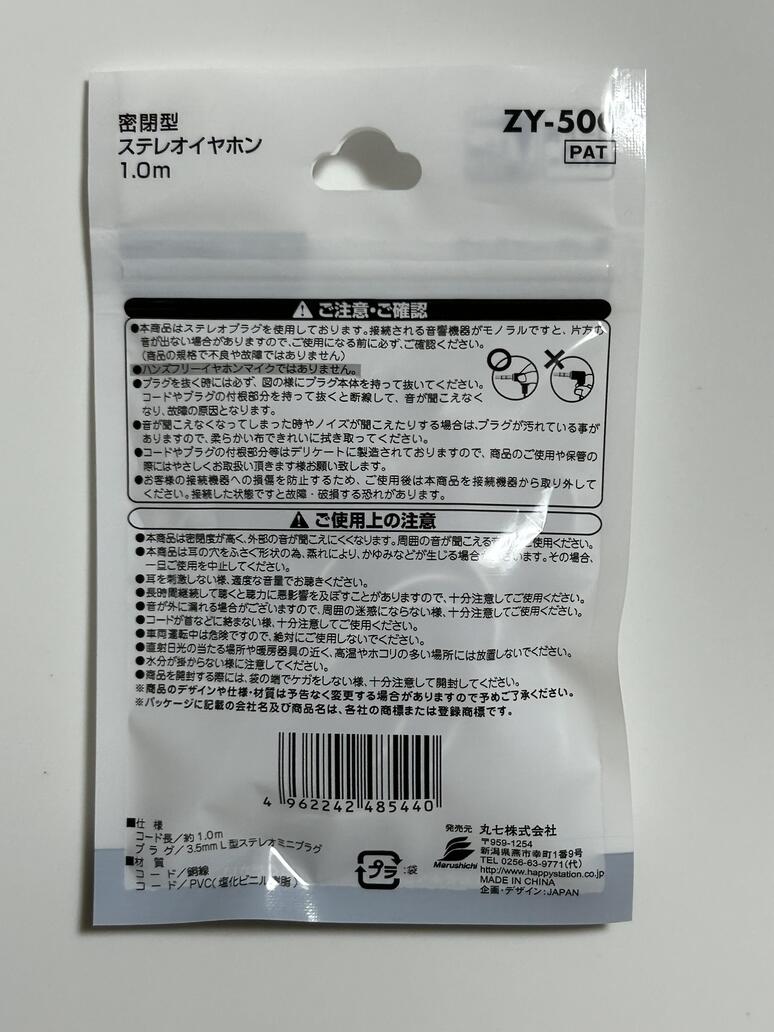 密閉型
ステレオイヤホン
1.0m
ZY-50
PAT
ご注意・ご確認
●本商品はステレオプラグを使用しております。接続される音響機器がモノラルですと、片方の
音が出ない場合がありますので、ご使用になる前に必ず、ご確認ください。
(商品の規格で不良や故障ではありません)
●ハンズフリーイヤホンマイクではありません。
●プラグを抜く時には必ず、図の様にプラグ本体を持って抜いてください。
コードやプラグの付根部分を持って抜くと断線して、音が聞こえなく
なり、故障の原因となります。
●音が聞こえなくなってしまった時やノイズが聞こえたりする場合は、プラグが汚れている事が
ありますので、柔らかい布できれいに拭き取ってください。
●コードやプラグの付根部分等はデリケートに製造されておりますので、商品のご使用や保管の
際にはやさしくお取扱い頂きます様お願い致します。
●お客様の接続機器への損傷を防止するため、ご使用後は本商品を接続機器から取り外して
ください。接続した状態ですと故障・破損する恐れがあります。
ご使用上の注意
●本商品は密閉度が高く、外部の音が聞こえにくくなります。周囲の音が聞こえる 使用ください。
●本商品は耳の穴をふさぐ形状の為、蒸れにより、かゆみなどが生じる場合 ざいます。その場合、
一旦ご使用を中止してください。
●耳を刺激しない様、適度な音量でお聴きください。
●長時間継続して聴くと聴力に悪影響を及ぼすことがありますので、十分注意してご使用ください。
●音が外に漏れる場合がございますので、周囲の迷惑にならない様、十分注意してご使用ください。
●コードが首などに絡まない様、十分注意してご使用ください。
●車両運転中は危険ですので、絶対にご使用しないでください。
●直射日光の当たる場所や暖房器具の近く、高温やホコリの多い場所には放置しないでください。
●水分が掛からない様に注意してください。
●商品を開封する際には、袋の端でケガをしない様、十分注意して開封してください。
※商品のデザインや仕様・材質は予告なく変更する場合がありますので予めご了承ください。
※パッケージに記載の会社名及び商品名は、各社の商標または登録商標です。
4 962242 485440
■仕 様
コード長/約1.0m
プラグ/3.5mmL型ステレオミニプラグ
■材 質
コード/銅線
コード/PVC(塩化ビニル樹脂)
プラ :袋
発売元 丸七株式会社
Marushichi
〒959-1254
新潟県燕市幸町1番9号
TEL 0256-63-9771(代)
http://www.happystation.co.jp
MADE IN CHINA
企画・デザイン:JAPAN